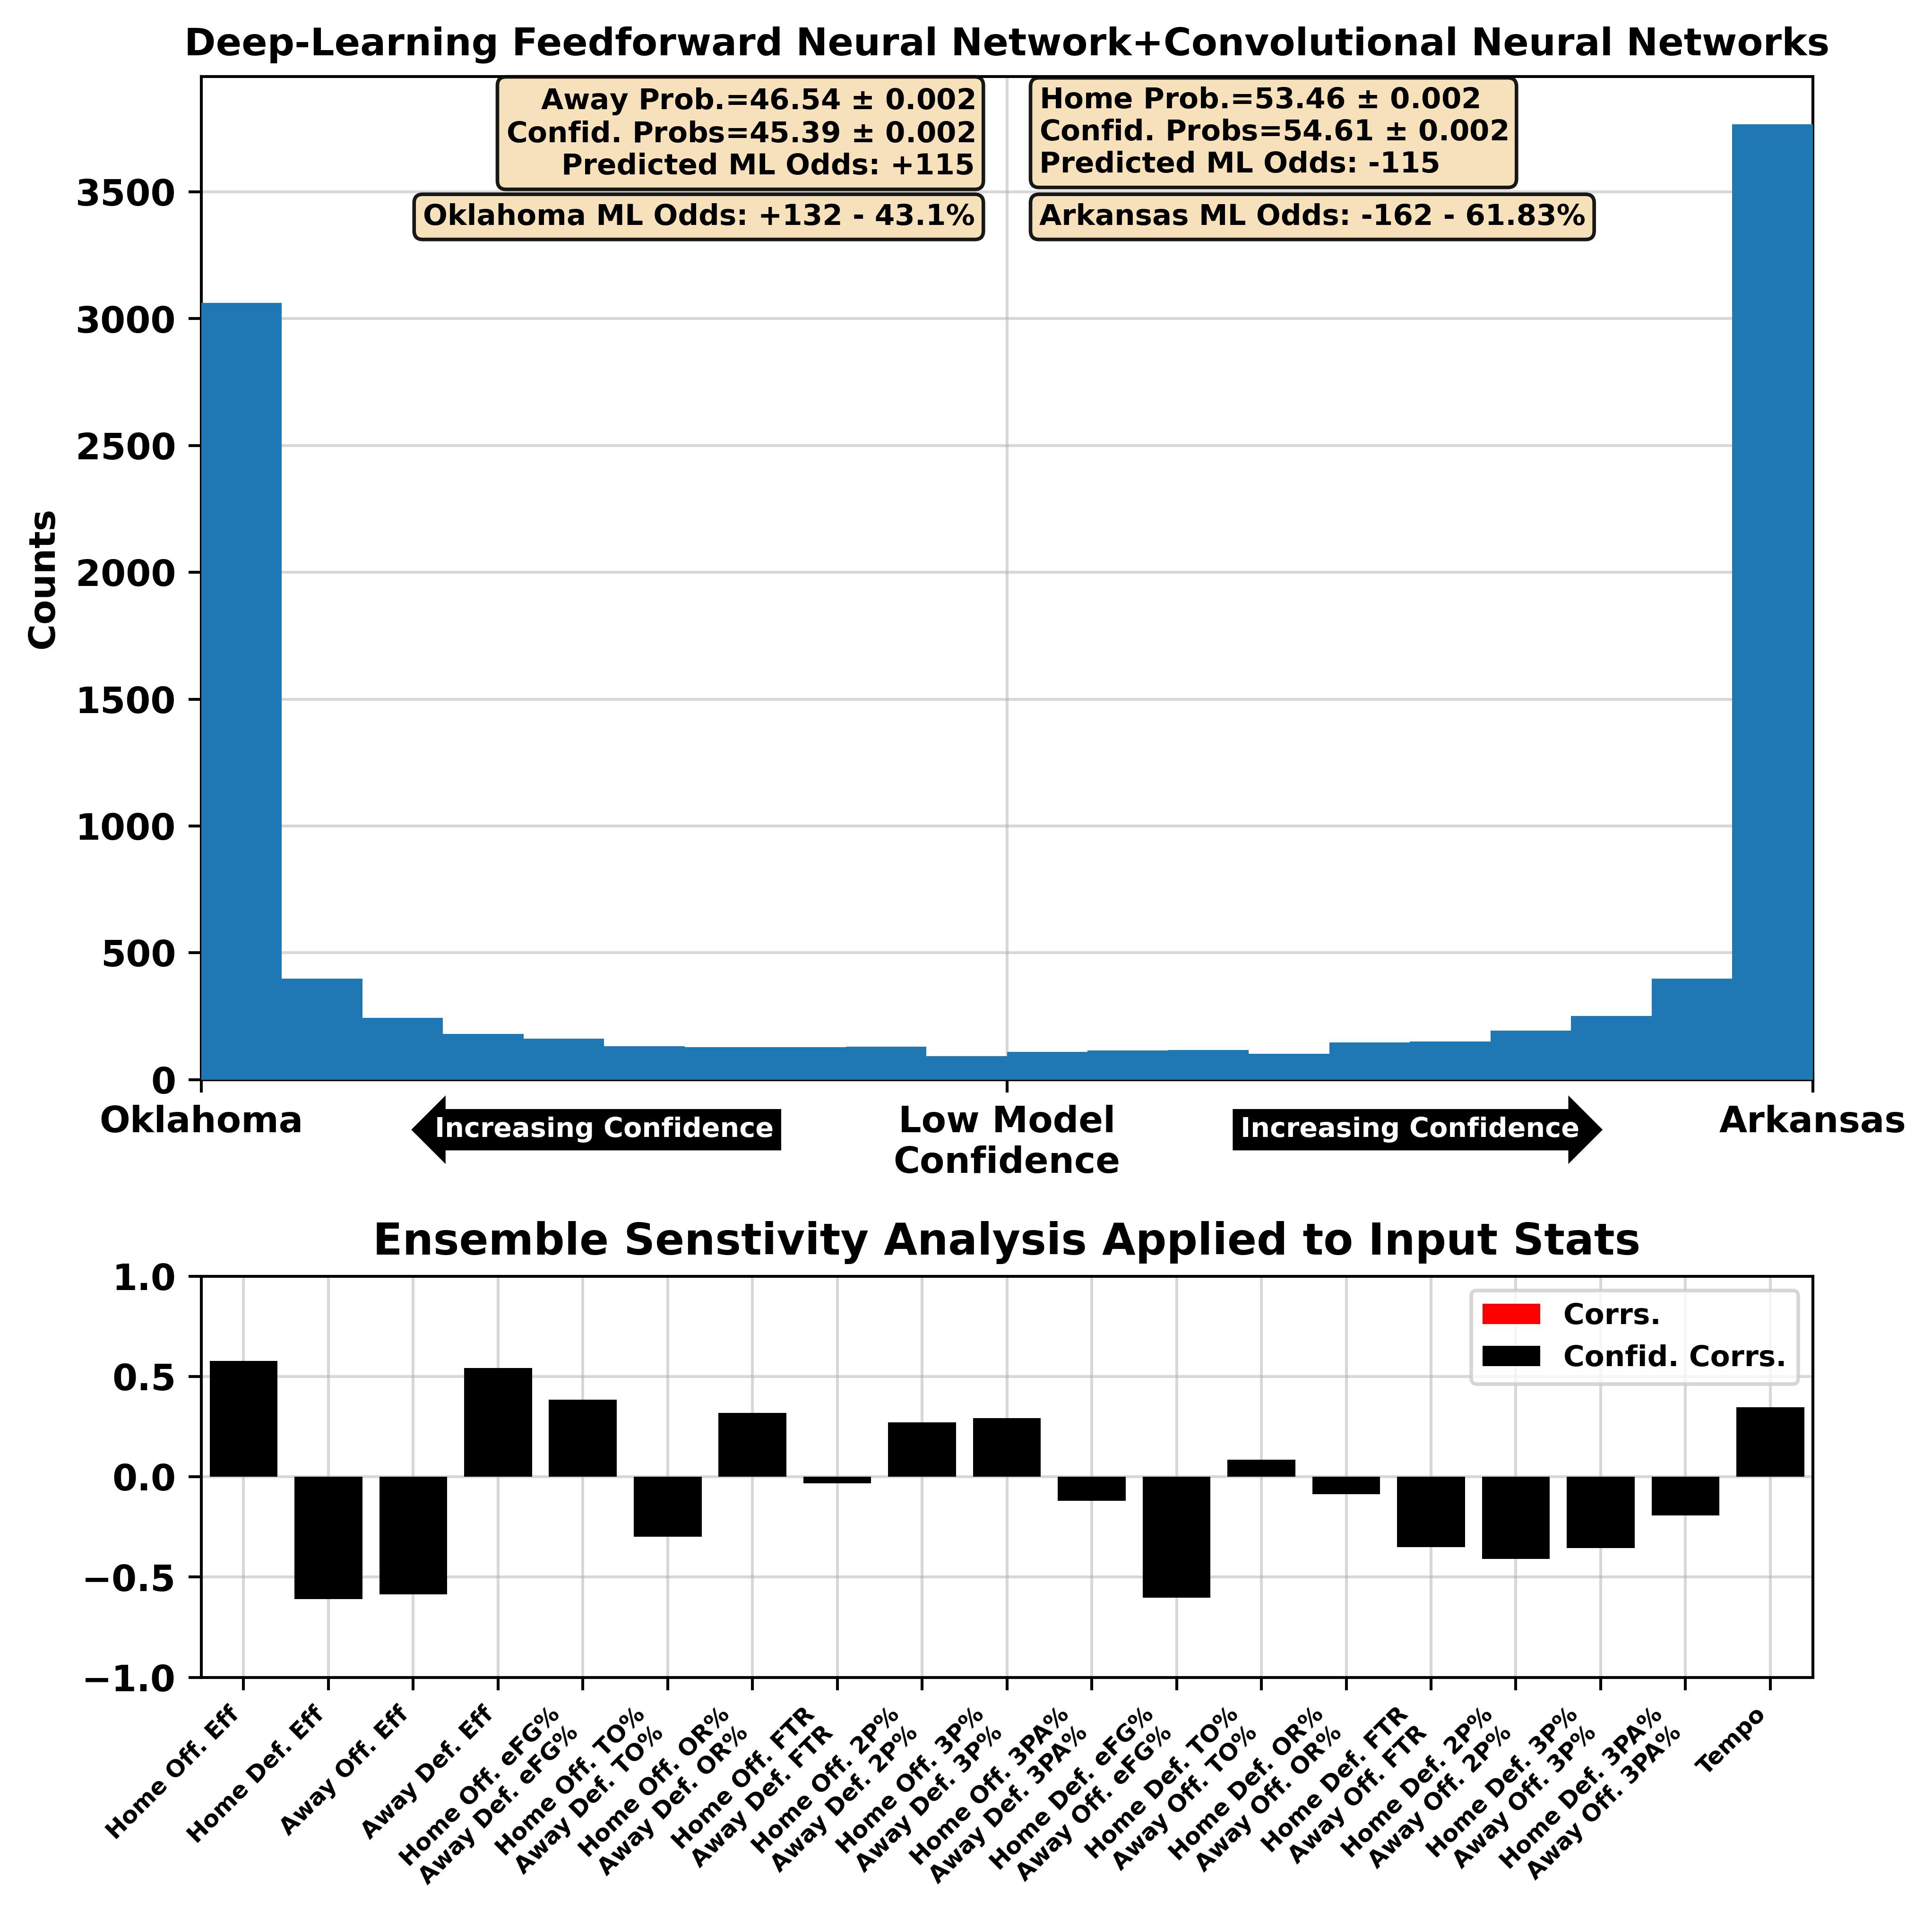 Deep-Learning Feedforward Neural Network+Convolutional Neural Networks
Away Prob.=46.54 ± 0.002
Confid. Probs=45.39 ± 0.002
Predicted ML Odds: +115
Oklahoma ML Odds: +132 - 43.1%
Home Prob.=53.46 ± 0.002
Confid. Probs=54.61 ± 0.002
Predicted ML Odds: -115
Arkansas ML Odds: -162 - 61.83%
Counts
3500
3000
2500
2000
1500
1000
500
0
Oklahoma
Increasing Confidence
Low Model
Confidence
Increasing Confidence
Arkansas
Ensemble Senstivity Analysis Applied to Input Stats
1.0
0.5
0.0
−0.5
−1.0
Corrs.
Confid. Corrs.
Home Off. Eff
Home Def. Eff
Away Off. Eff
Away Def. Eff
Home Off. eFG%
Away Def. eFG%
Home Off. TO%
Away Def. TO%
Home Off. OR%
Away Def. OR%
Home Off. FTR
Away Def. FTR
Home Off. 2P%
Away Def. 2P%
Home Off. 3P%
Away Def. 3P%
Home Off. 3PA%
Away Def. 3PA%
Home Def. eFG%
Away Off. eFG%
Home Def. TO%
Away Off. TO%
Home Def. OR%
Away Off. OR%
Home Def. FTR
Away Off. FTR
Home Def. 2P%
Away Off. 2P%
Home Def. 3P%
Away Off. 3P%
Home Def. 3PA%
Away Off. 3PA%
Tempo